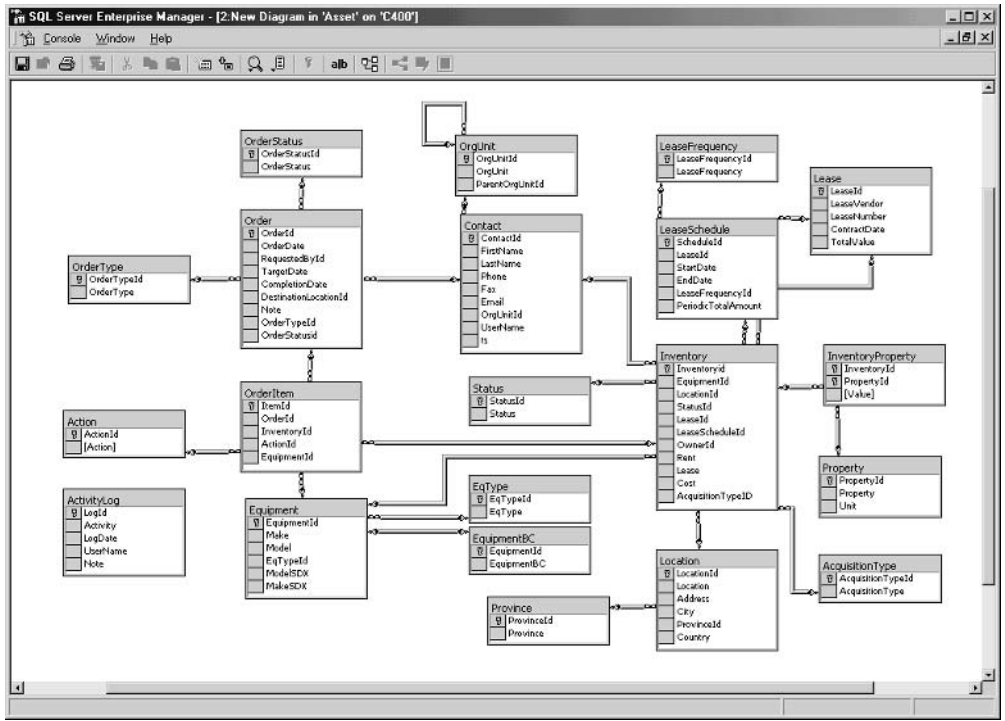 SQL Server Enterprise Manager - [2:New Diagram in 'Asset' on 'C400']
Console Window Help
a|b
OrderStatus
OrderStatusId
OrderStatus
OrgUnit
OrgUnitId
OrgUnit
ParentOrgUnitId
LeaseFrequency
LeaseFrequencyId
LeaseFrequency
Lease
LeaseId
LeaseVendor
LeaseNumber
ContractDate
TotalValue
Order
OrderId
OrderDate
RequestedById
TargetDate
CompletionDate
DestinationLocationId
Note
OrderTypeId
OrderStatusid
Contact
ContactId
FirstName
LastName
Phone
Fax
Email
OrgUnitId
UserName
ts
LeaseSchedule
ScheduleId
LeaseId
StartDate
EndDate
LeaseFrequencyId
PeriodicTotalAmount
OrderType
OrderTypeId
OrderType
Inventory
Inventoryid
EquipmentId
LocationId
StatusId
LeaseId
LeaseScheduleId
OwnerId
Rent
Lease
Cost
AcquisitionTypeID
InventoryProperty
InventoryId
PropertyId
[Value]
Status
StatusId
Status
OrderItem
ItemId
OrderId
InventoryId
ActionId
EquipmentId
Action
ActionId
[Action]
Property
PropertyId
Property
Unit
ActivityLog
LogId
Activity
LogDate
UserName
Note
Equipment
EquipmentId
Make
Model
EqTypeId
ModelSDX
MakeSDX
EqType
EqTypeId
EqType
EquipmentBC
EquipmentId
EquipmentBC
Location
LocationId
Location
Address
City
ProvinceId
Country
AcquisitionType
AcquisitionTypeId
AcquisitionType
Province
ProvinceId
Province